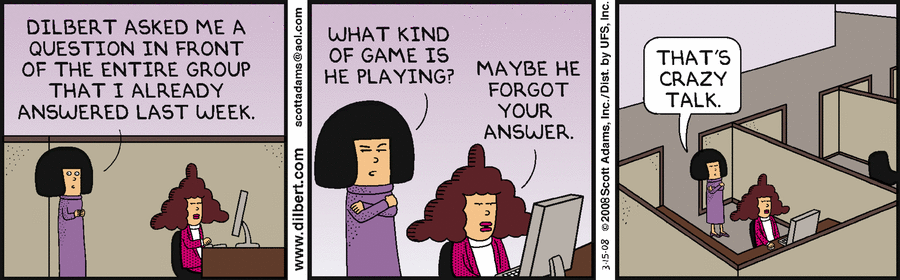 DILBERT ASKED ME A
QUESTION IN FRONT
OF THE ENTIRE GROUP
THAT I ALREADY
ANSWERED LAST WEEK.
www.dilbert.com scottadams@aol.com
WHAT KIND
OF GAME IS
HE PLAYING?
MAYBE HE
FORGOT
YOUR
ANSWER.
3-15-08 © 2008 Scott Adams, Inc./Dist. by UFS, Inc.
THAT'S
CRAZY
TALK.